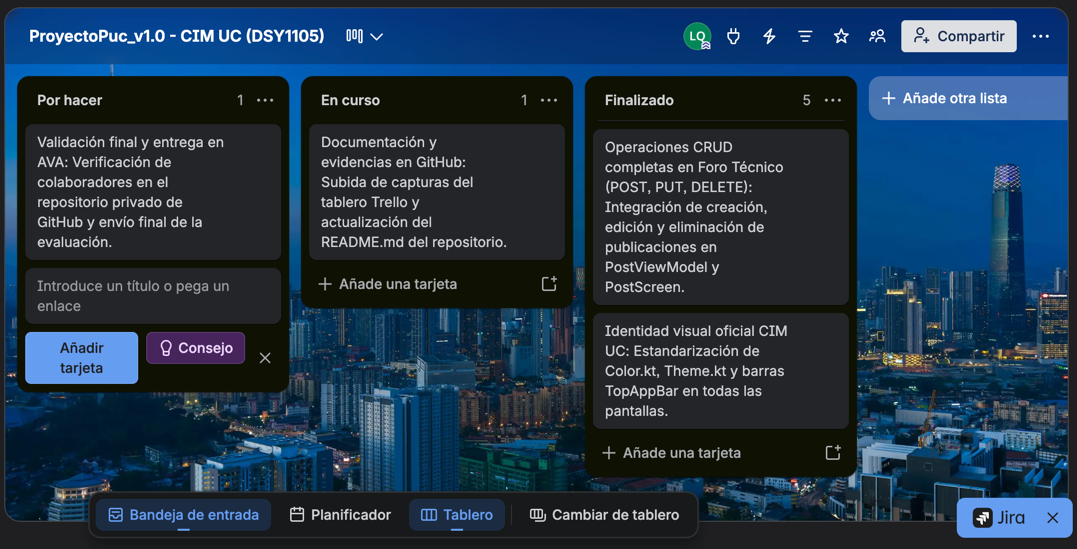 ProyectoPuc_v1.0 - CIM UC (DSY1105)
LQ
Compartir
Por hacer
1
Validación final y entrega en
AVA: Verificación de
colaboradores en el
repositorio privado de
GitHub y envío final de la
evaluación.
Introduce un título o pega un
enlace
Añadir
tarjeta
Consejo
En curso
1
Documentación y
evidencias en GitHub:
Subida de capturas del
tablero Trello y
actualización del
README.md del repositorio.
Añade una tarjeta
Finalizado
5
Operaciones CRUD
completas en Foro Técnico
(POST, PUT, DELETE):
Integración de creación,
edición y eliminación de
publicaciones en
PostViewModel y
PostScreen.
Identidad visual oficial CIM
UC: Estandarización de
Color.kt, Theme.kt y barras
TopAppBar en todas las
pantallas.
Añade una tarjeta
Añade otra lista
Bandeja de entrada
Planificador
Tablero
Cambiar de tablero
Jira